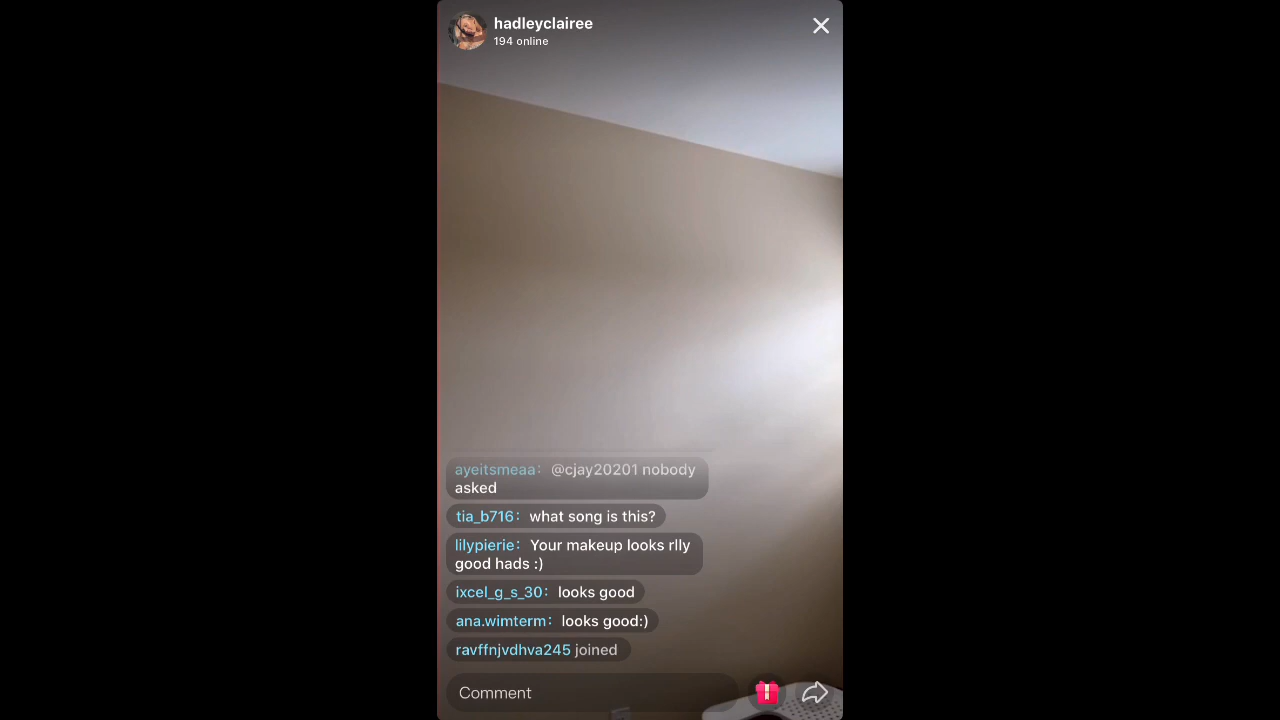 hadleyclairee
194 online
ayeitsmeaa: @cjay20201 nobody
asked
tia_b716: what song is this?
lilypierie: Your makeup looks rlly
good hads :)
ixcel_g_s_30: looks good
ana.wimterm: looks good:)
ravffnjvdhva245 joined
Comment